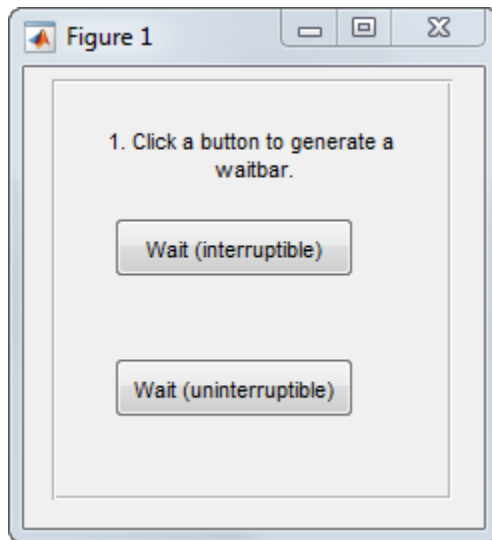 Figure 1
1. Click a button to generate a
waitbar.
Wait (interruptible)
Wait (uninterruptible)